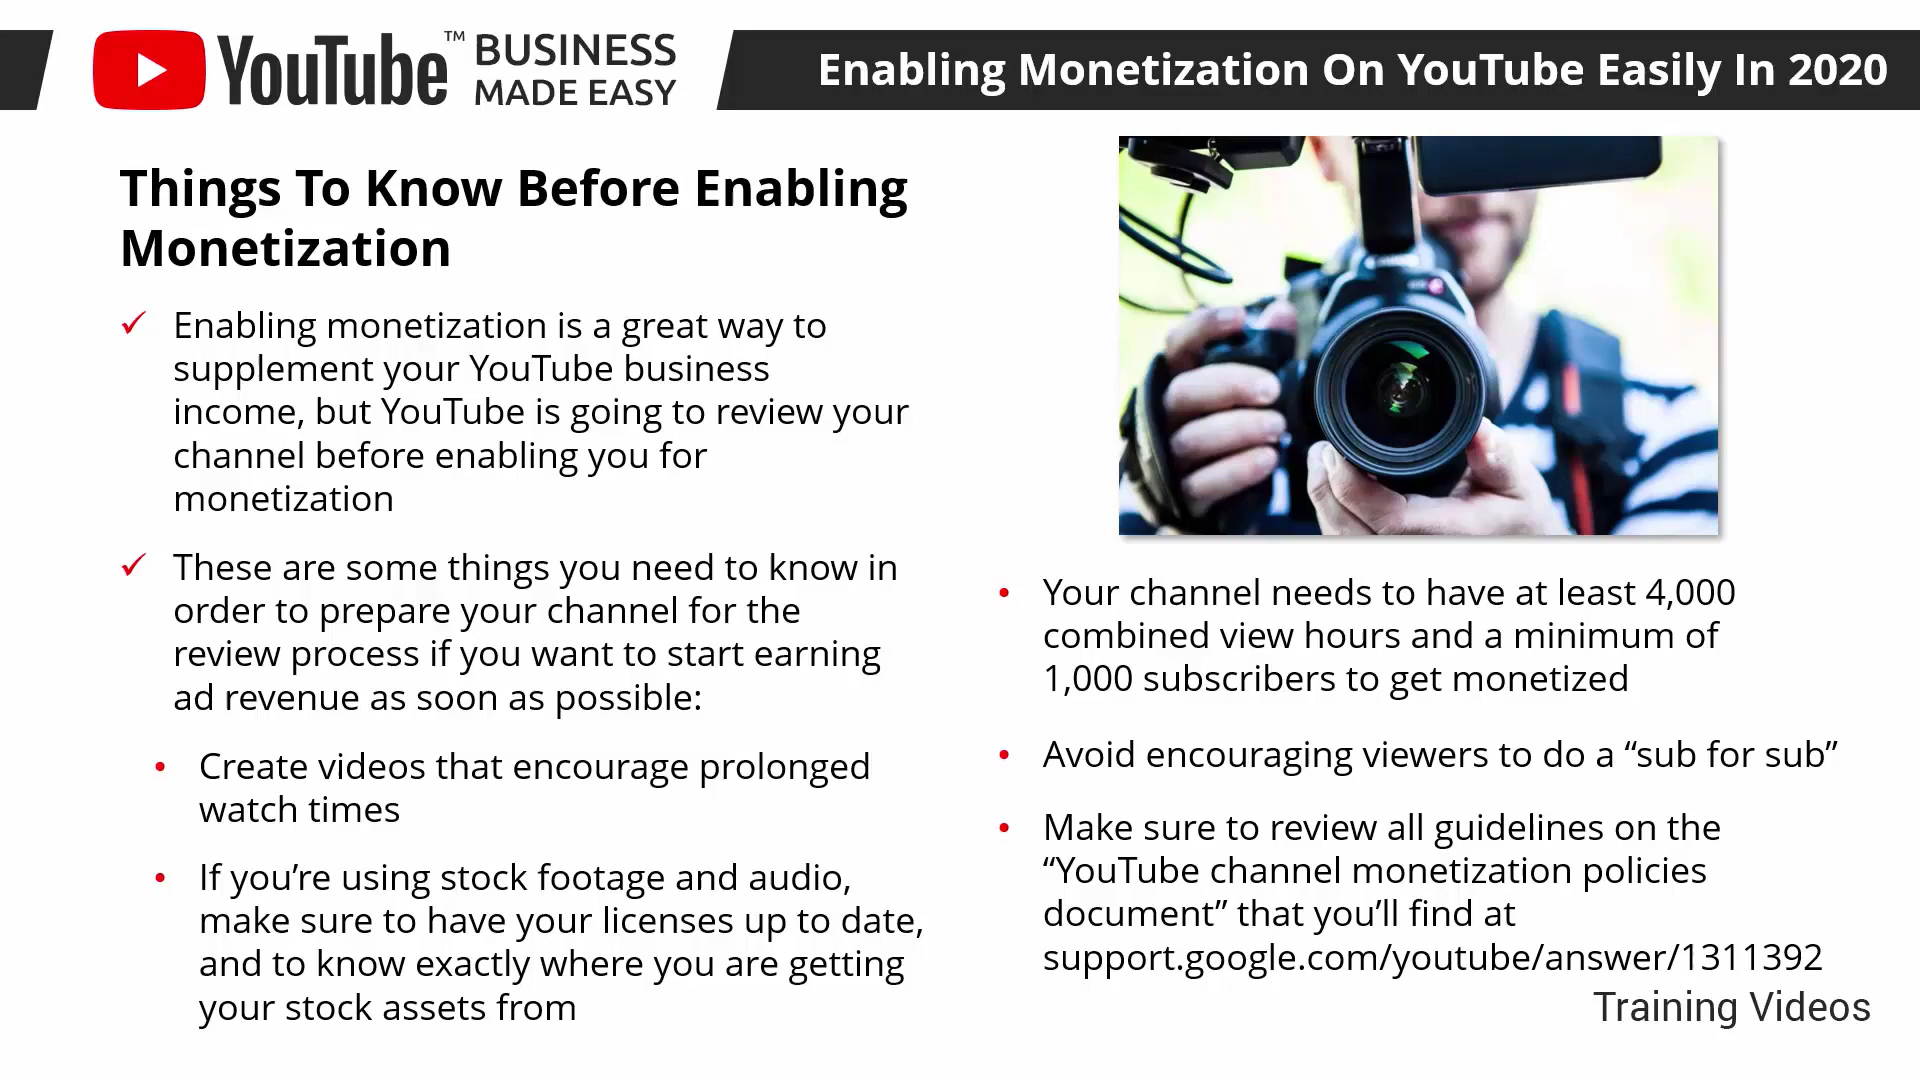 YouTube™ BUSINESS
MADE EASY
Enabling Monetization On YouTube Easily In 2020
Things To Know Before Enabling
Monetization
✓ Enabling monetization is a great way to
supplement your YouTube business
income, but YouTube is going to review your
channel before enabling you for
monetization
✓ These are some things you need to know in
order to prepare your channel for the
review process if you want to start earning
ad revenue as soon as possible:
• Create videos that encourage prolonged
watch times
• If you’re using stock footage and audio,
make sure to have your licenses up to date,
and to know exactly where you are getting
your stock assets from
• Your channel needs to have at least 4,000
combined view hours and a minimum of
1,000 subscribers to get monetized
• Avoid encouraging viewers to do a “sub for sub”
• Make sure to review all guidelines on the
“YouTube channel monetization policies
document” that you’ll find at
support.google.com/youtube/answer/1311392
Training Videos